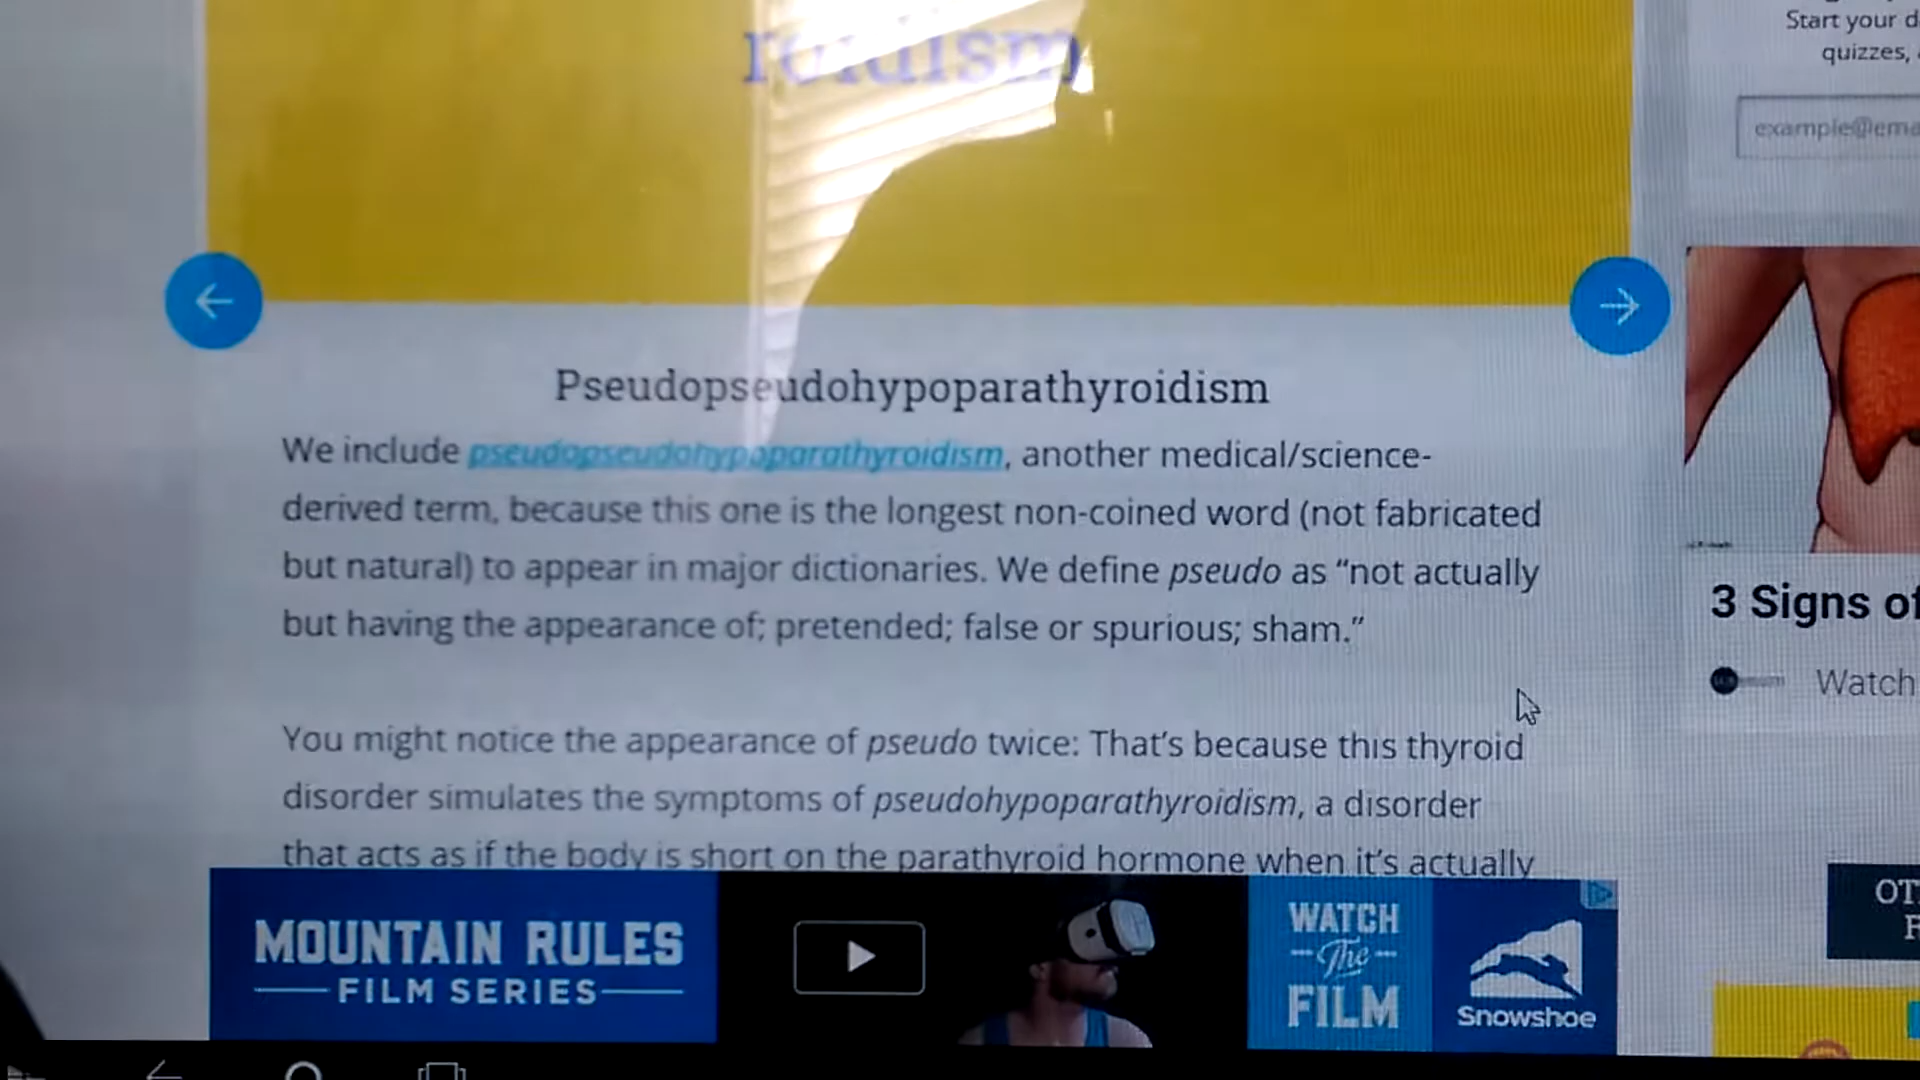 roidism
Start your d
quizzes,
example@ema
Pseudopseudohypoparathyroidism
We include pseudopseudohypoparathyroidism, another medical/science-
derived term, because this one is the longest non-coined word (not fabricated
but natural) to appear in major dictionaries. We define pseudo as “not actually
but having the appearance of; pretended; false or spurious; sham.”
You might notice the appearance of pseudo twice: That’s because this thyroid
disorder simulates the symptoms of pseudohypoparathyroidism, a disorder
that acts as if the body is short on the parathyroid hormone when it’s actually
3 Signs of
Watch
MOUNTAIN RULES
FILM SERIES
WATCH
The
FILM
Snowshoe
OT
F